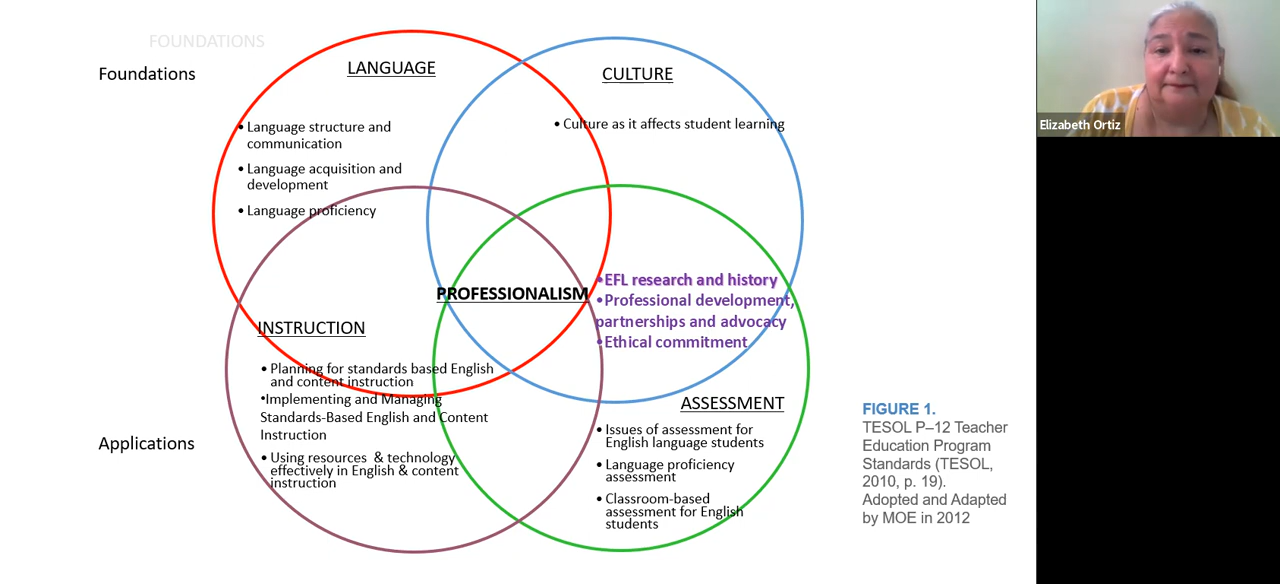 FOUNDATIONS
Foundations
LANGUAGE
• Language structure and
communication
• Language acquisition and
development
• Language proficiency
CULTURE
• Culture as it affects student learning
PROFESSIONALISM
•EFL research and history
•Professional development,
partnerships and advocacy
•Ethical commitment
INSTRUCTION
• Planning for standards based English
and content instruction
•Implementing and Managing
Standards-Based English and Content
Instruction
• Using resources & technology
effectively in English & content
instruction
Applications
ASSESSMENT
• Issues of assessment for
English language students
• Language proficiency
assessment
• Classroom-based
assessment for English
students
FIGURE 1.
TESOL P–12 Teacher
Education Program
Standards (TESOL,
2010, p. 19).
Adopted and Adapted
by MOE in 2012
Elizabeth Ortiz